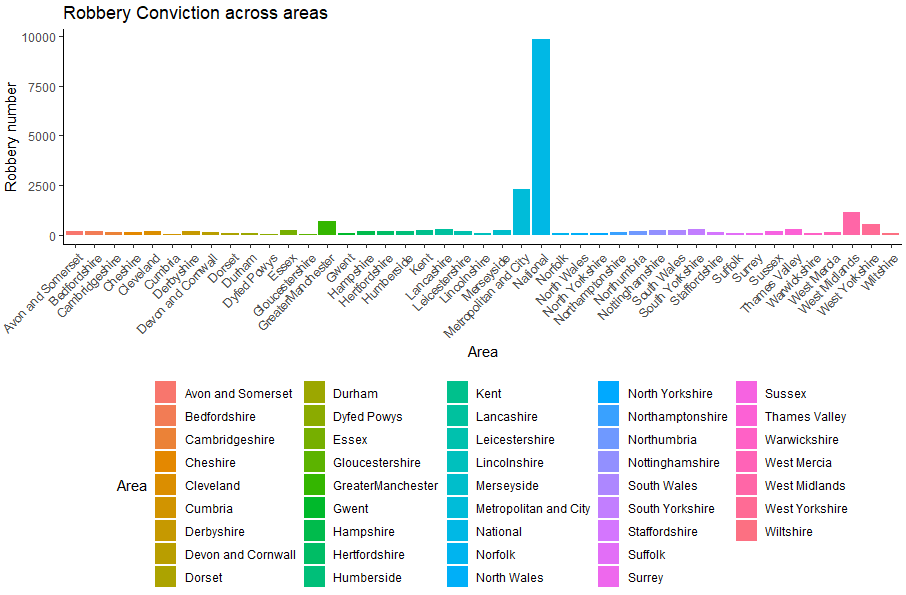 Robbery Conviction across areas
10000
7500
5000
2500
0
Robbery number
Avon and Somerset
Bedfordshire
Cambridgeshire
Cheshire
Cleveland
Cumbria
Derbyshire
Devon and Cornwall
Dorset
Durham
Dyfed Powys
Essex
Gloucestershire
GreaterManchester
Gwent
Hampshire
Hertfordshire
Humberside
Kent
Lancashire
Leicestershire
Lincolnshire
Merseyside
Metropolitan and City
National
Norfolk
North Wales
North Yorkshire
Northamptonshire
Northumbria
Nottinghamshire
South Wales
South Yorkshire
Staffordshire
Suffolk
Surrey
Sussex
Thames Valley
Warwickshire
West Mercia
West Midlands
West Yorkshire
Wiltshire
Area
Area
Avon and Somerset
Bedfordshire
Cambridgeshire
Cheshire
Cleveland
Cumbria
Derbyshire
Devon and Cornwall
Dorset
Durham
Dyfed Powys
Essex
Gloucestershire
GreaterManchester
Gwent
Hampshire
Hertfordshire
Humberside
Kent
Lancashire
Leicestershire
Lincolnshire
Merseyside
Metropolitan and City
National
Norfolk
North Wales
North Yorkshire
Northamptonshire
Northumbria
Nottinghamshire
South Wales
South Yorkshire
Staffordshire
Suffolk
Surrey
Sussex
Thames Valley
Warwickshire
West Mercia
West Midlands
West Yorkshire
Wiltshire